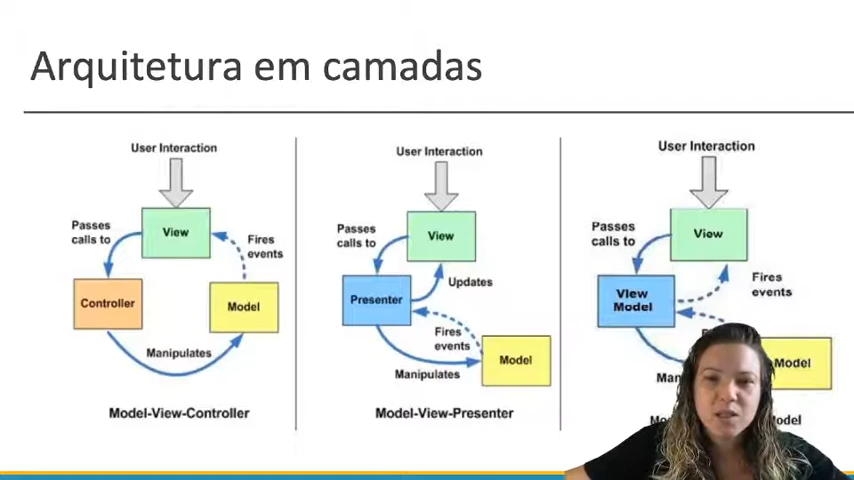 Arquitetura em camadas
User Interaction
Passes
calls to
View
Fires
events
Controller
Model
Manipulates
Model-View-Controller
User Interaction
Passes
calls to
View
Updates
Presenter
Fires
events
Model
Manipulates
Model-View-Presenter
User Interaction
Passes
calls to
View
Fires
events
View
Model
Model